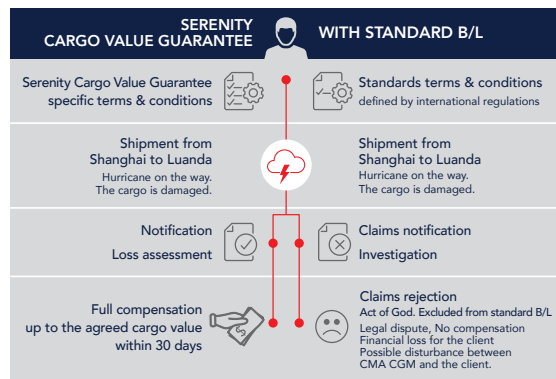 SERENITY
CARGO VALUE GUARANTEE
WITH STANDARD B/L
Serenity Cargo Value Guarantee
specific terms & conditions
Standards terms & conditions
defined by international regulations
Shipment from
Shanghai to Luanda
Hurricane on the way.
The cargo is damaged.
Shipment from
Shanghai to Luanda
Hurricane on the way.
The cargo is damaged.
Notification
Loss assessment
Claims notification
Investigation
Full compensation
up to the agreed cargo value
within 30 days
Claims rejection
Act of God. Excluded from standard B/L
Legal dispute, No compensation
Financial loss for the client
Possible disturbance between
CMA CGM and the client.